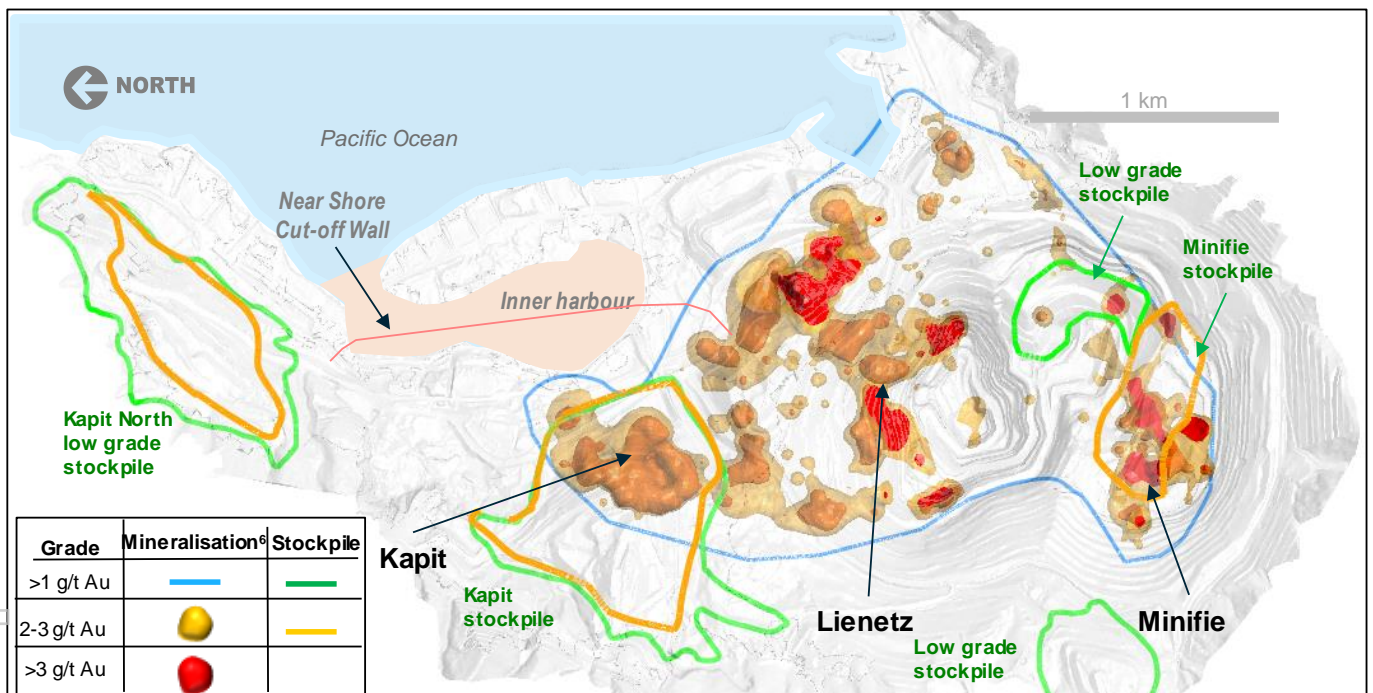 NORTH
1 km
Pacific Ocean
Low grade
stockpile
Near Shore
Cut-off Wall
Minifie
stockpile
Inner harbour
Kapit North
low grade
stockpile
Grade Mineralisation⁶ Stockpile
>1 g/t Au
2-3 g/t Au
>3 g/t Au
Kapit
Kapit
stockpile
Lienetz
Low grade
stockpile
Minifie